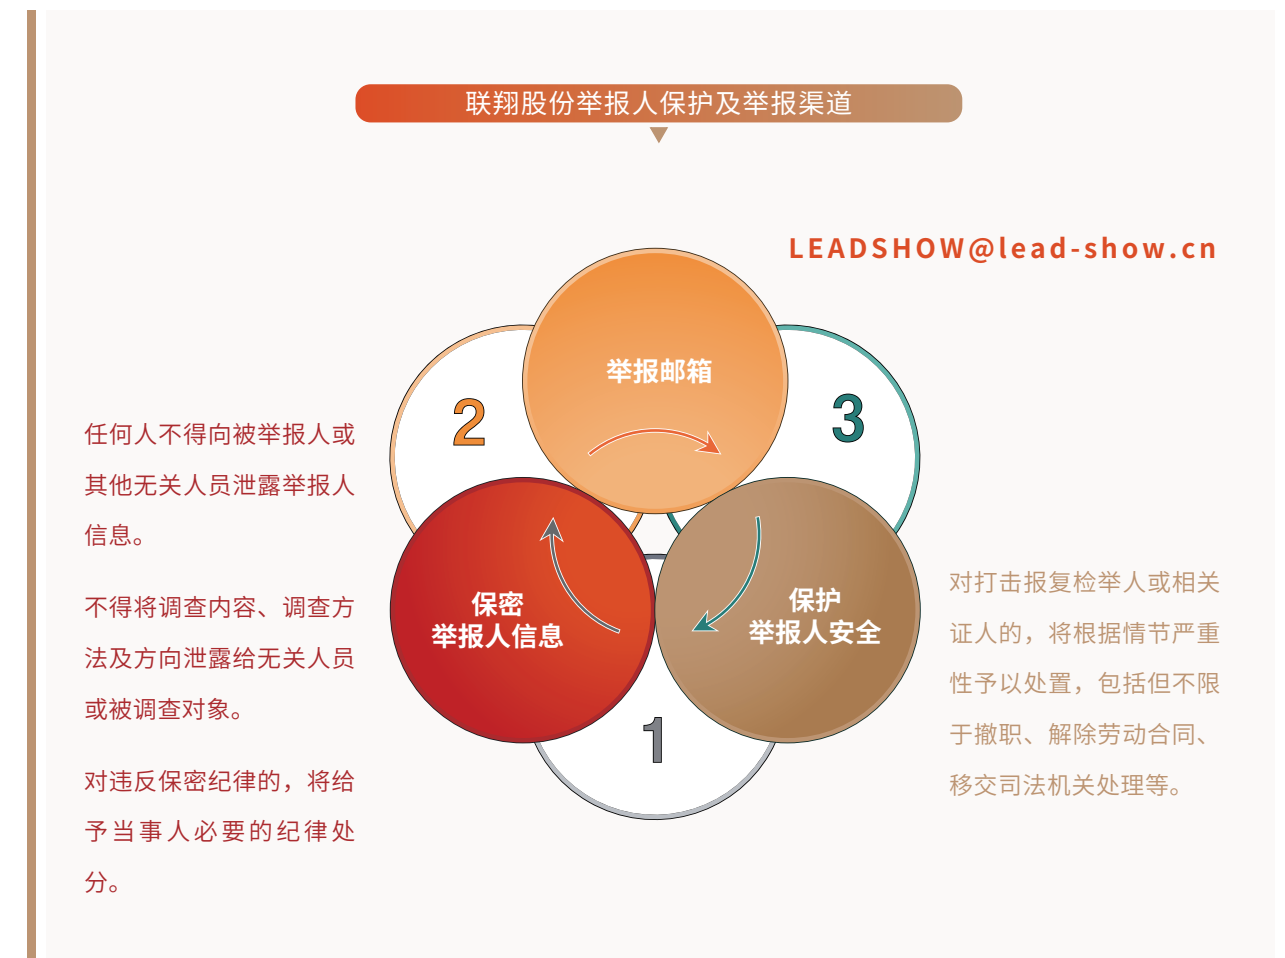 联翔股份举报人保护及举报渠道
LEADSHOW@lead-show.cn
举报邮箱
2
3
任何人不得向被举报人或
其他无关人员泄露举报人
信息。
不得将调查内容、调查方
法及方向泄露给无关人员
或被调查对象。
对违反保密纪律的，将给
予当事人必要的纪律处
分。
保密
举报人信息
保护
举报人安全
1
对打击报复检举人或相关
证人的，将根据情节严重
性予以处置，包括但不限
于撤职、解除劳动合同、
移交司法机关处理等。